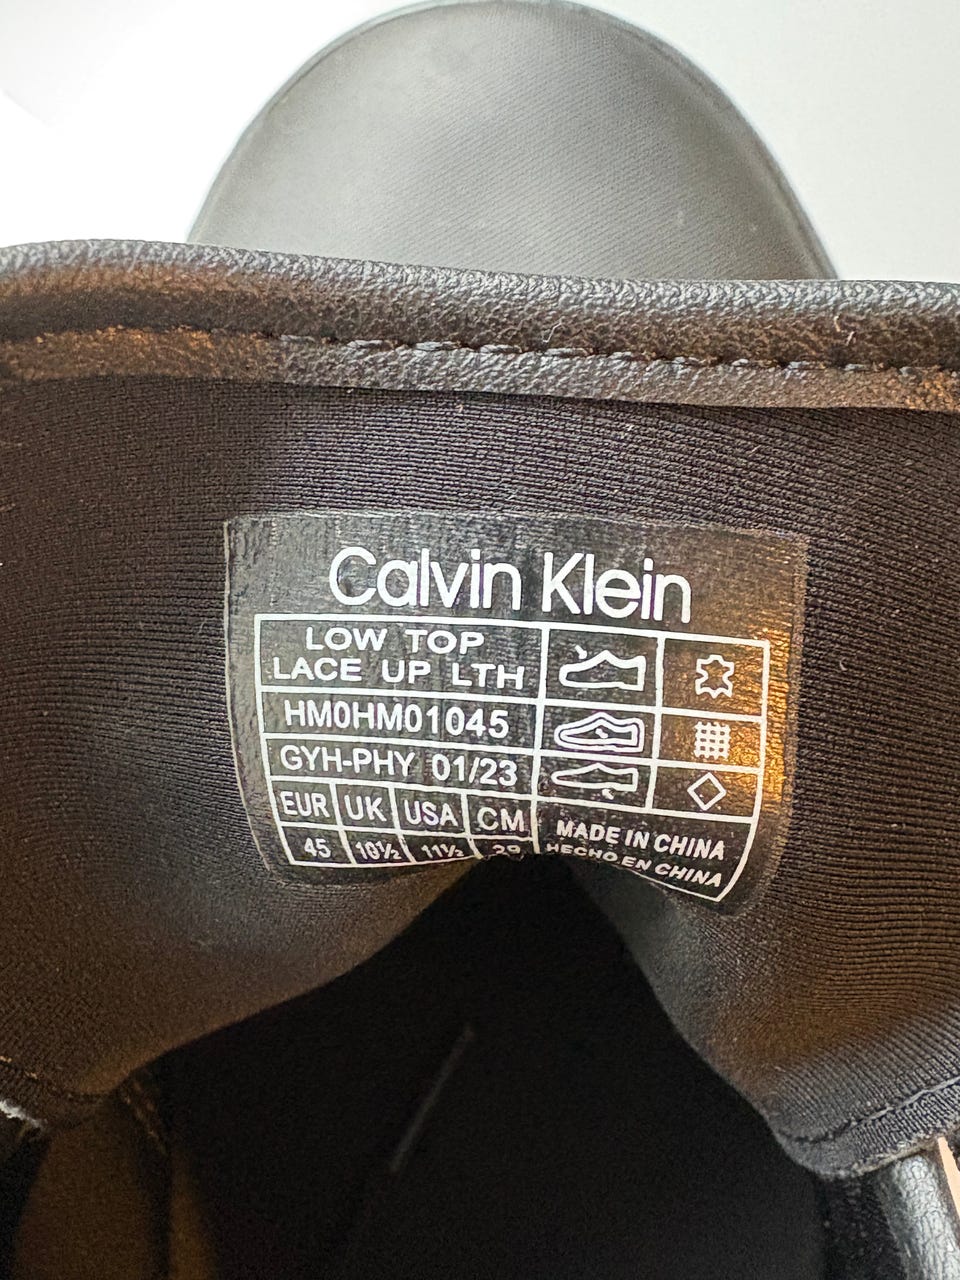 Calvin Klein
LOW TOP
LACE UP LTH
HM0HM01045
GYH-PHY 01/23
EUR UK USA CM
45 10½ 11½
MADE IN CHINA
HECHO EN CHINA